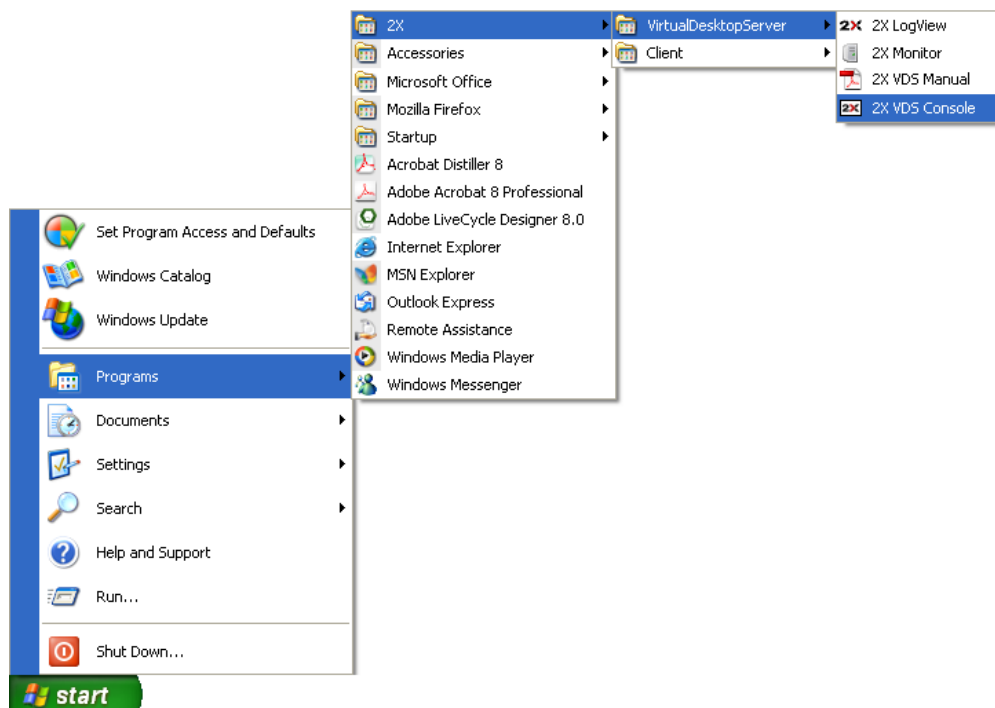 2X
Accessories
Microsoft Office
Mozilla Firefox
Startup
Acrobat Distiller 8
Adobe Acrobat 8 Professional
Adobe LiveCycle Designer 8.0
Internet Explorer
MSN Explorer
Outlook Express
Remote Assistance
Windows Media Player
Windows Messenger
VirtualDesktopServer
Client
2X 2X LogView
2X Monitor
2X VDS Manual
2X 2X VDS Console
Set Program Access and Defaults
Windows Catalog
Windows Update
Programs
Documents
Settings
Search
Help and Support
Run...
Shut Down...
start